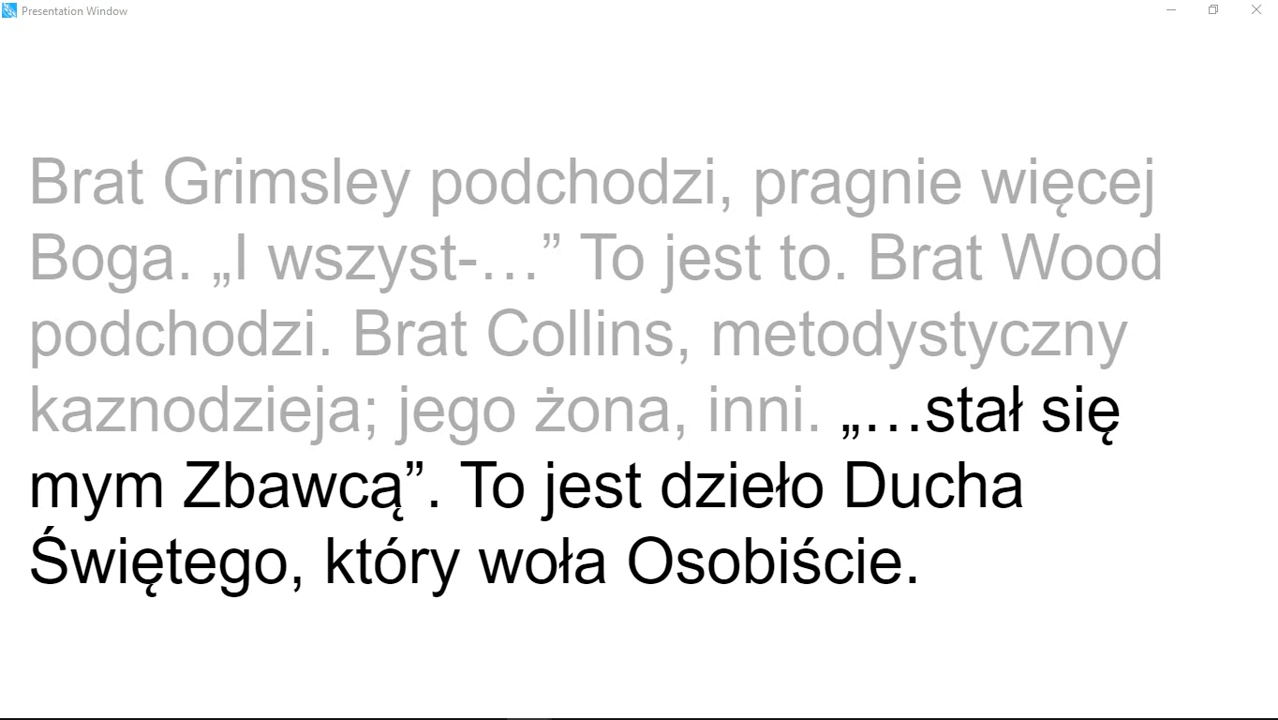 Presentation Window
Brat Grimsley podchodzi, pragnie więcej
Boga. „I wszyst-…” To jest to. Brat Wood
podchodzi. Brat Collins, metodystyczny
kaznodzieja; jego żona, inni. „…stał się
mym Zbawcą”. To jest dzieło Ducha
Świętego, który woła Osobiście.